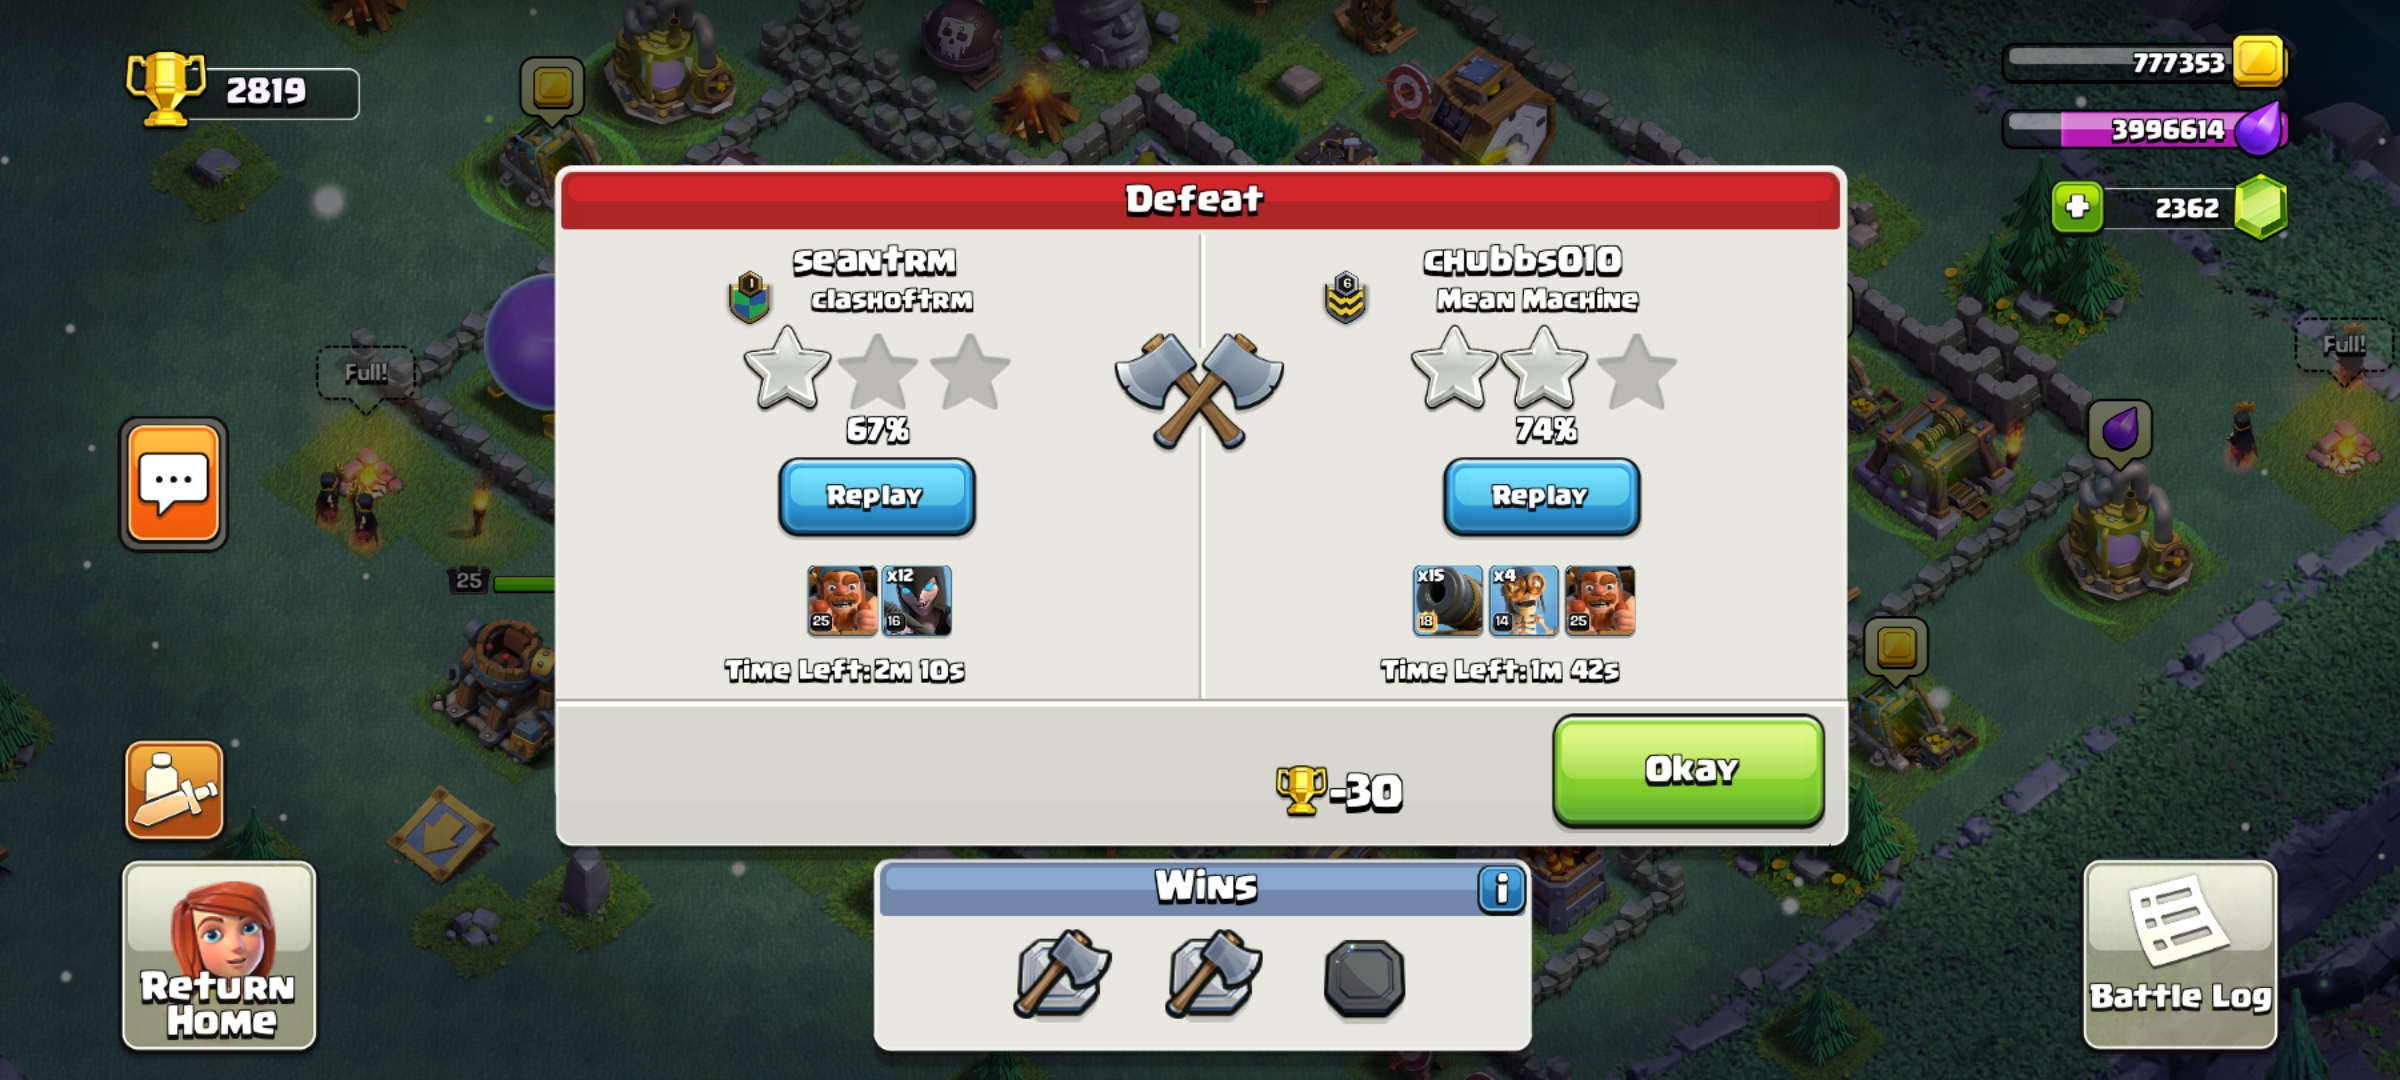 2819
777353
3996614
2362
Defeat
seantRM
clashoftRM
1
67%
Replay
25
x12
16
Time Left:2m 10s
chubbs010
Mean Machine
6
74%
Replay
x15
18
x4
14
25
Time Left:1m 42s
Full!
Full!
25
-30
Okay
Wins
i
Return
Home
Battle Log